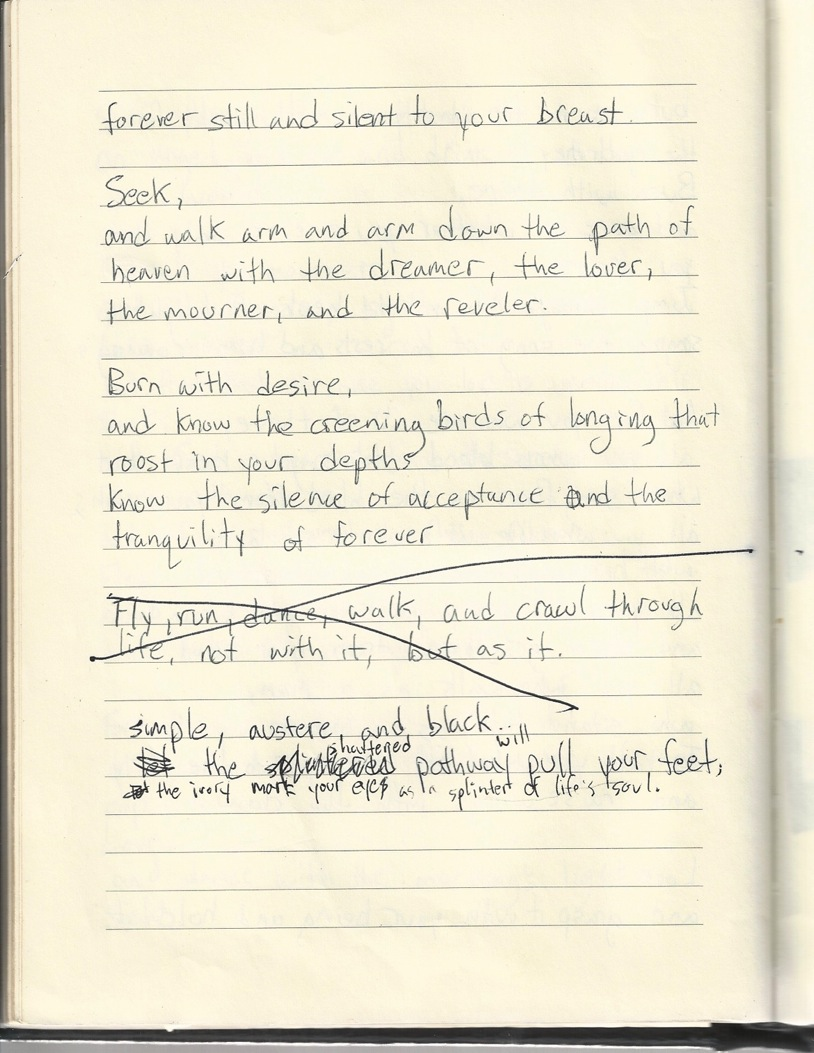 forever still and silent to your breast.
Seek,
and walk arm and arm down the path of
heaven with the dreamer, the lover,
the mourner, and the reveler.
Burn with desire,
and know the creening birds of longing that
roost in your depths
know the silence of acceptance and the
tranquility of forever
Fly, run, dance, walk, and crawl through
life, not with it, but as it.
simple, austere, and black
the shattered pathway will pull your feet;
the ivory mark your eyes as a splinter of life's soul.